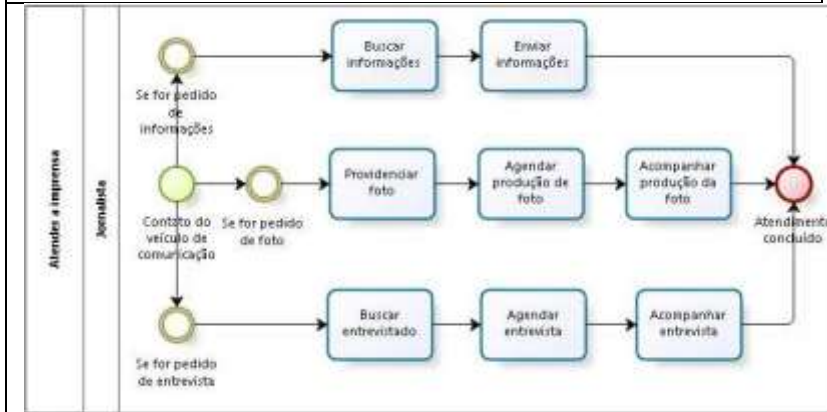 Atender a imprensa
Jornalista
Se for pedido
de
informações
Buscar
informações
Enviar
informações
Contato do
veículo de
comunicação
Se for pedido
de foto
Providenciar
foto
Agendar
produção de
foto
Acompanhar
produção da
foto
Atendimento
concluído
Se for pedido
de entrevista
Buscar
entrevistado
Agendar
entrevista
Acompanhar
entrevista